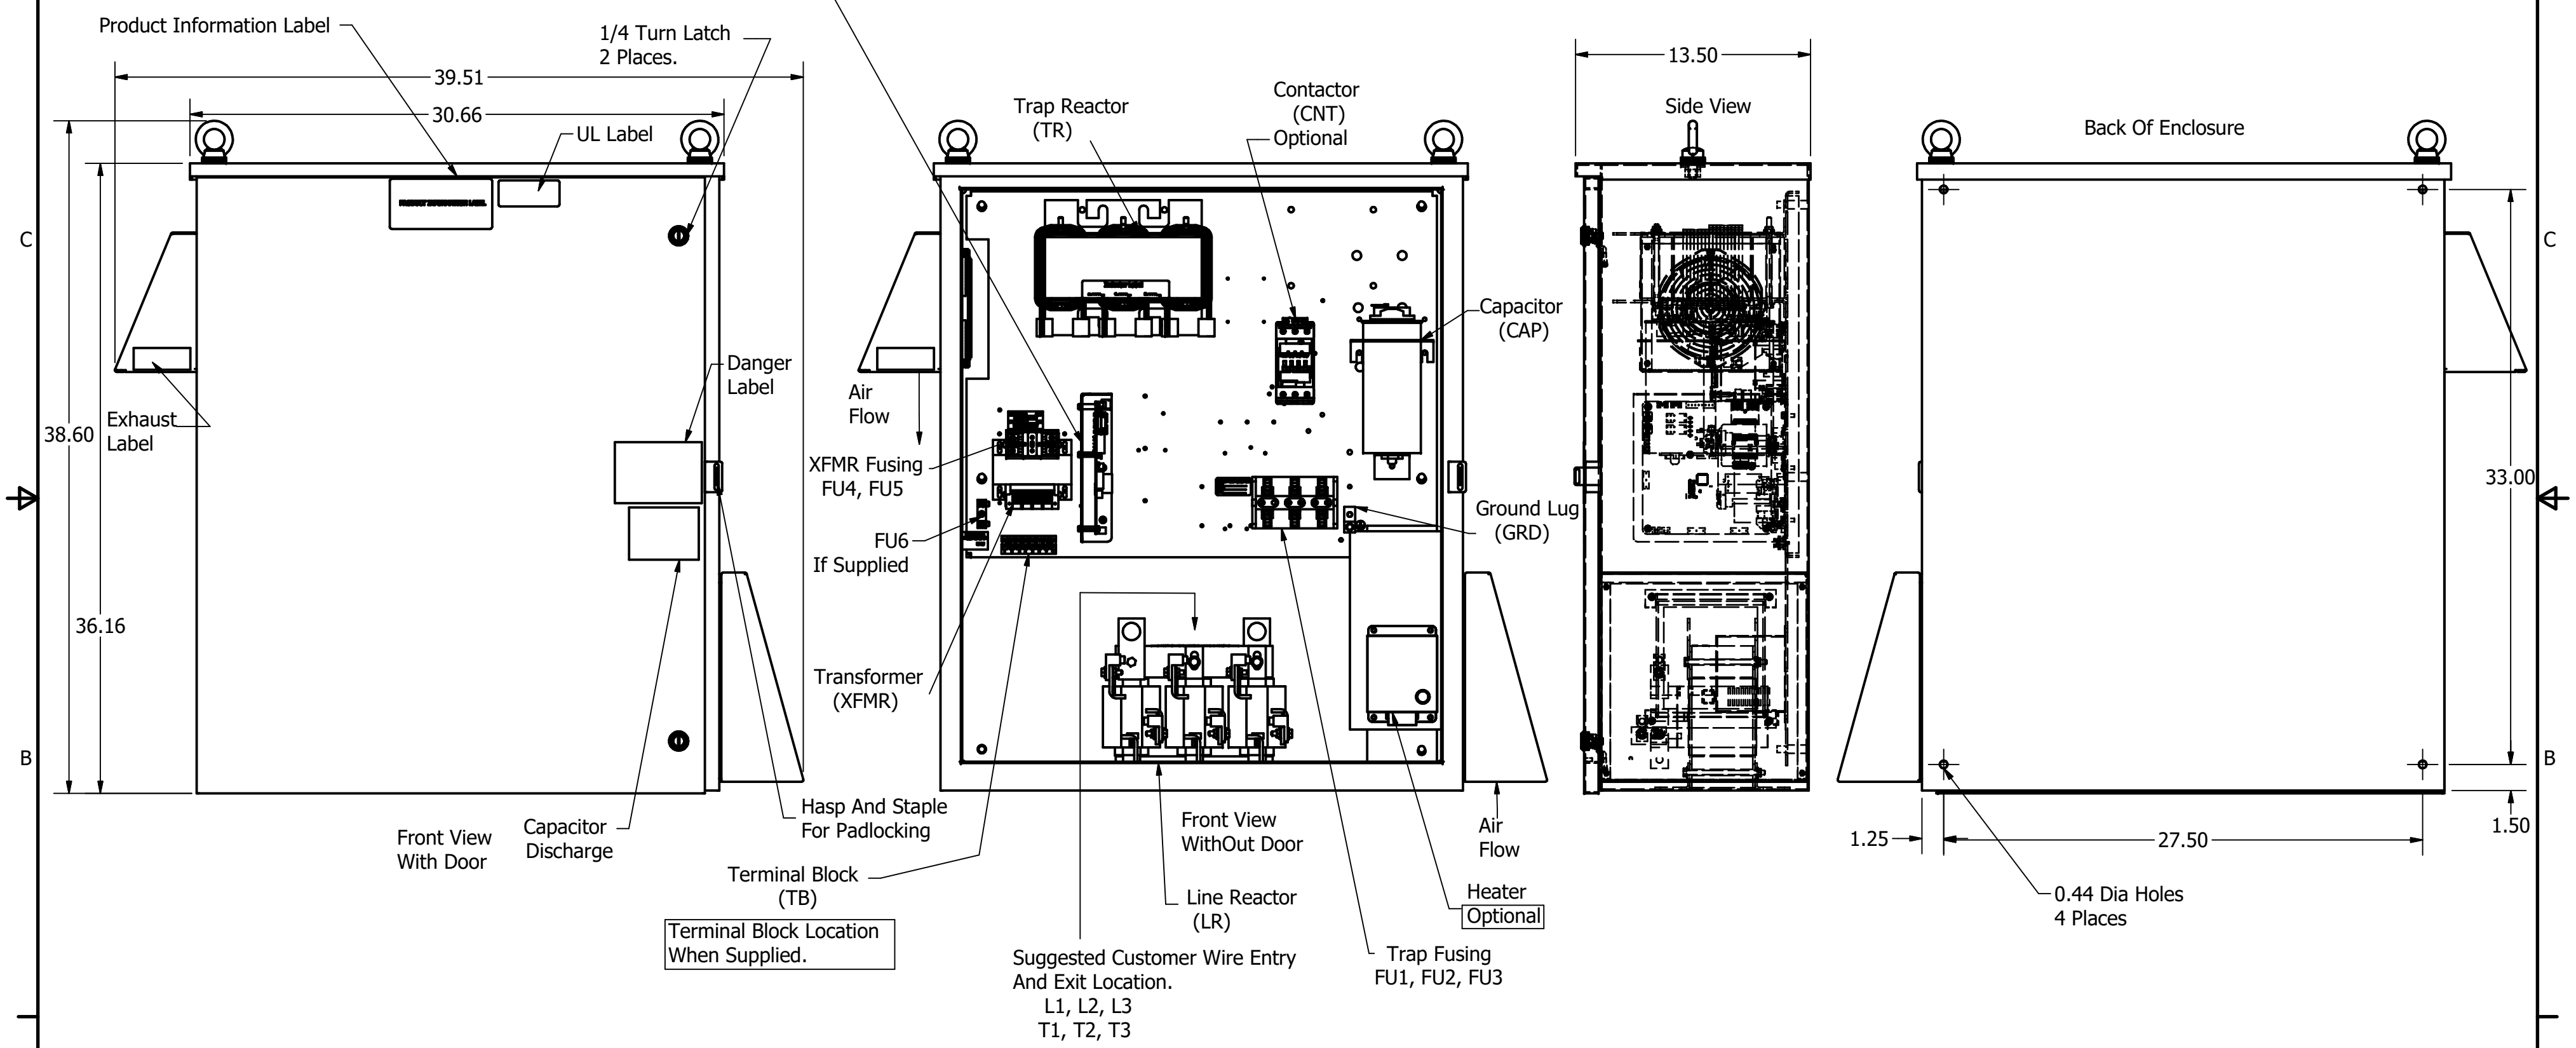 Product Information Label
1/4 Turn Latch
2 Places.
39.51
30.66
UL Label
PRODUCT INFORMATION LABEL
38.60
36.16
Exhaust
Label
Danger
Label
Front View
With Door
Capacitor
Discharge
Hasp And Staple
For Padlocking
Trap Reactor
(TR)
Contactor
(CNT)
Optional
Capacitor
(CAP)
Air
Flow
XFMR Fusing
FU4, FU5
FU6
If Supplied
Transformer
(XFMR)
Ground Lug
(GRD)
Terminal Block
(TB)
Terminal Block Location
When Supplied.
Front View
WithOut Door
Line Reactor
(LR)
Suggested Customer Wire Entry
And Exit Location.
L1, L2, L3
T1, T2, T3
Air
Flow
Heater
Optional
Trap Fusing
FU1, FU2, FU3
13.50
Side View
Back Of Enclosure
33.00
1.50
1.25
27.50
0.44 Dia Holes
4 Places
C
B
C
B